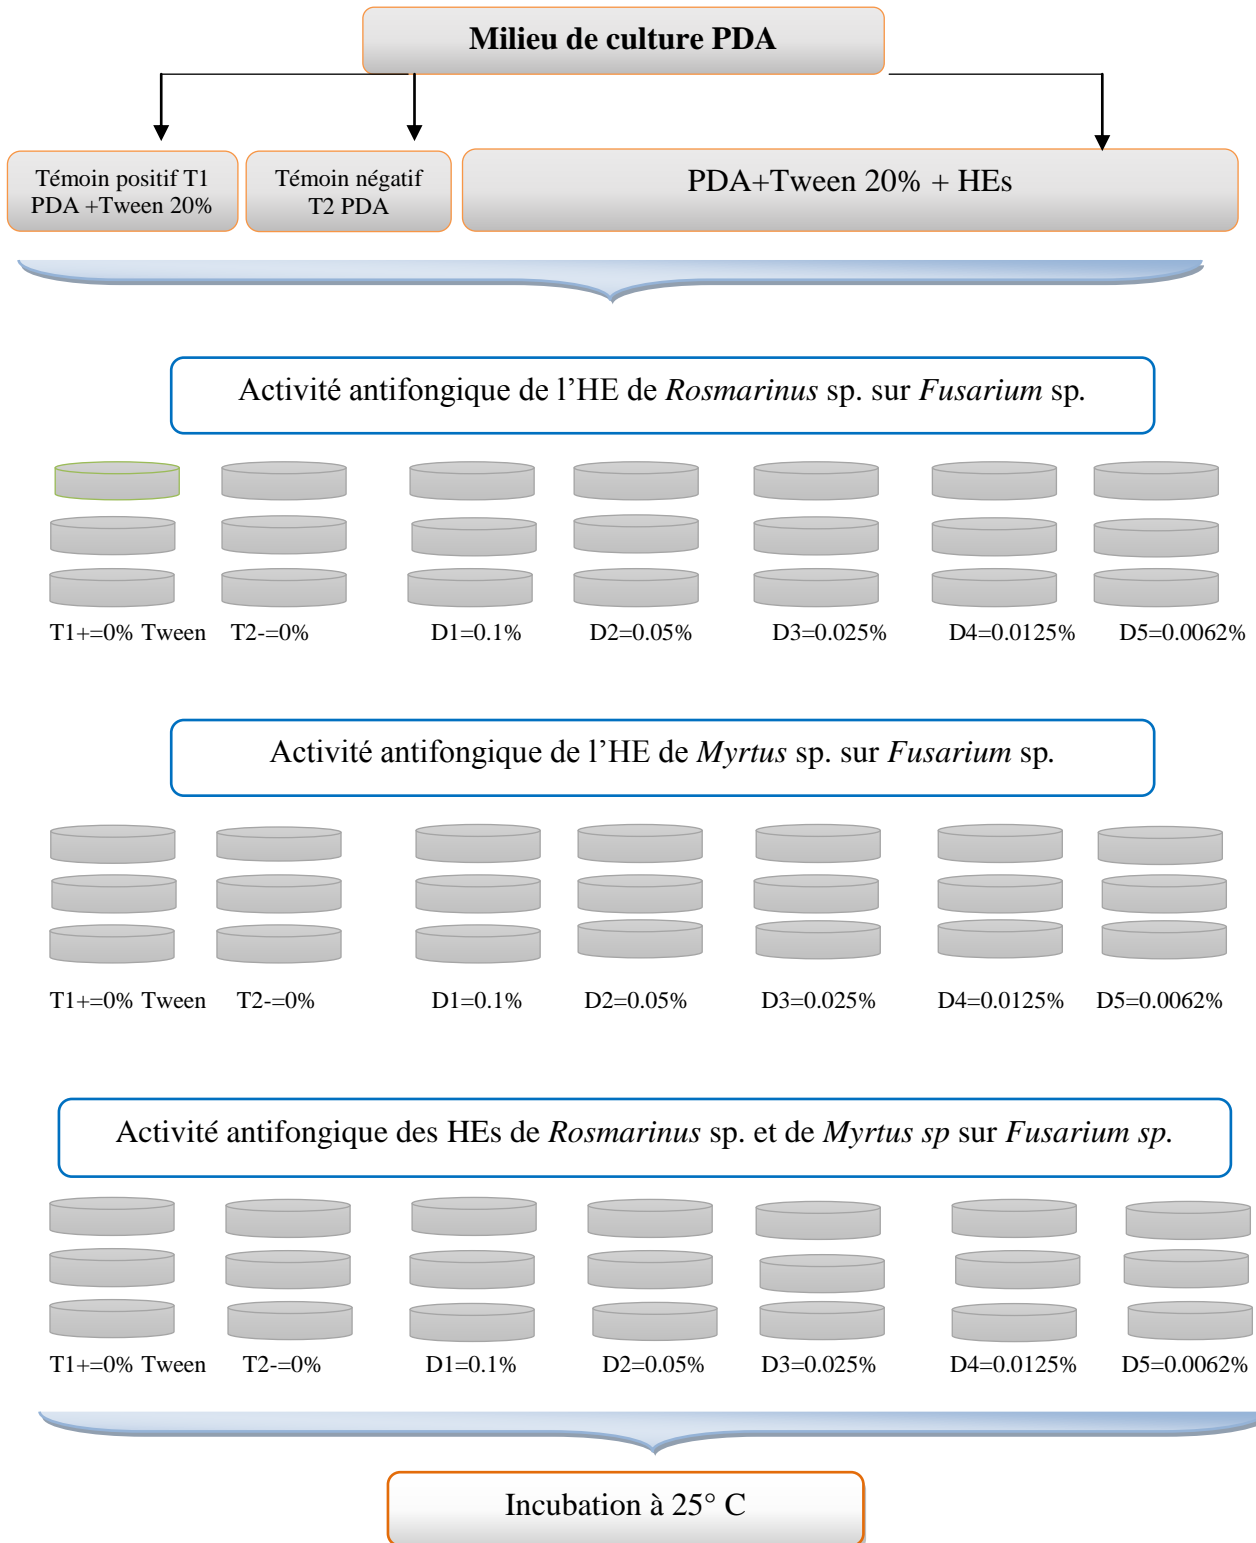 Milieu de culture PDA
Témoin positif T1
PDA +Tween 20%
Témoin négatif
T2 PDA
PDA+Tween 20% + HEs
Activité antifongique de l’HE de Rosmarinus sp. sur Fusarium sp.
T1+=0% Tween T2-=0% D1=0.1% D2=0.05% D3=0.025% D4=0.0125% D5=0.0062%
Activité antifongique de l’HE de Myrtus sp. sur Fusarium sp.
T1+=0% Tween T2-=0% D1=0.1% D2=0.05% D3=0.025% D4=0.0125% D5=0.0062%
Activité antifongique des HEs de Rosmarinus sp. et de Myrtus sp sur Fusarium sp.
T1+=0% Tween T2-=0% D1=0.1% D2=0.05% D3=0.025% D4=0.0125% D5=0.0062%
Incubation à 25° C